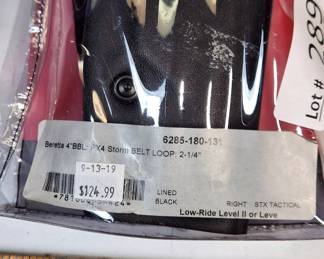 Lot # 289
6285-180-131
Beretta 4"BBL: PX4 Storm BELT LOOP: 2-1/4"
9-13-19
$124.99
LINED
BLACK
RIGHT STX TACTICAL
Low-Ride Level II or Leve